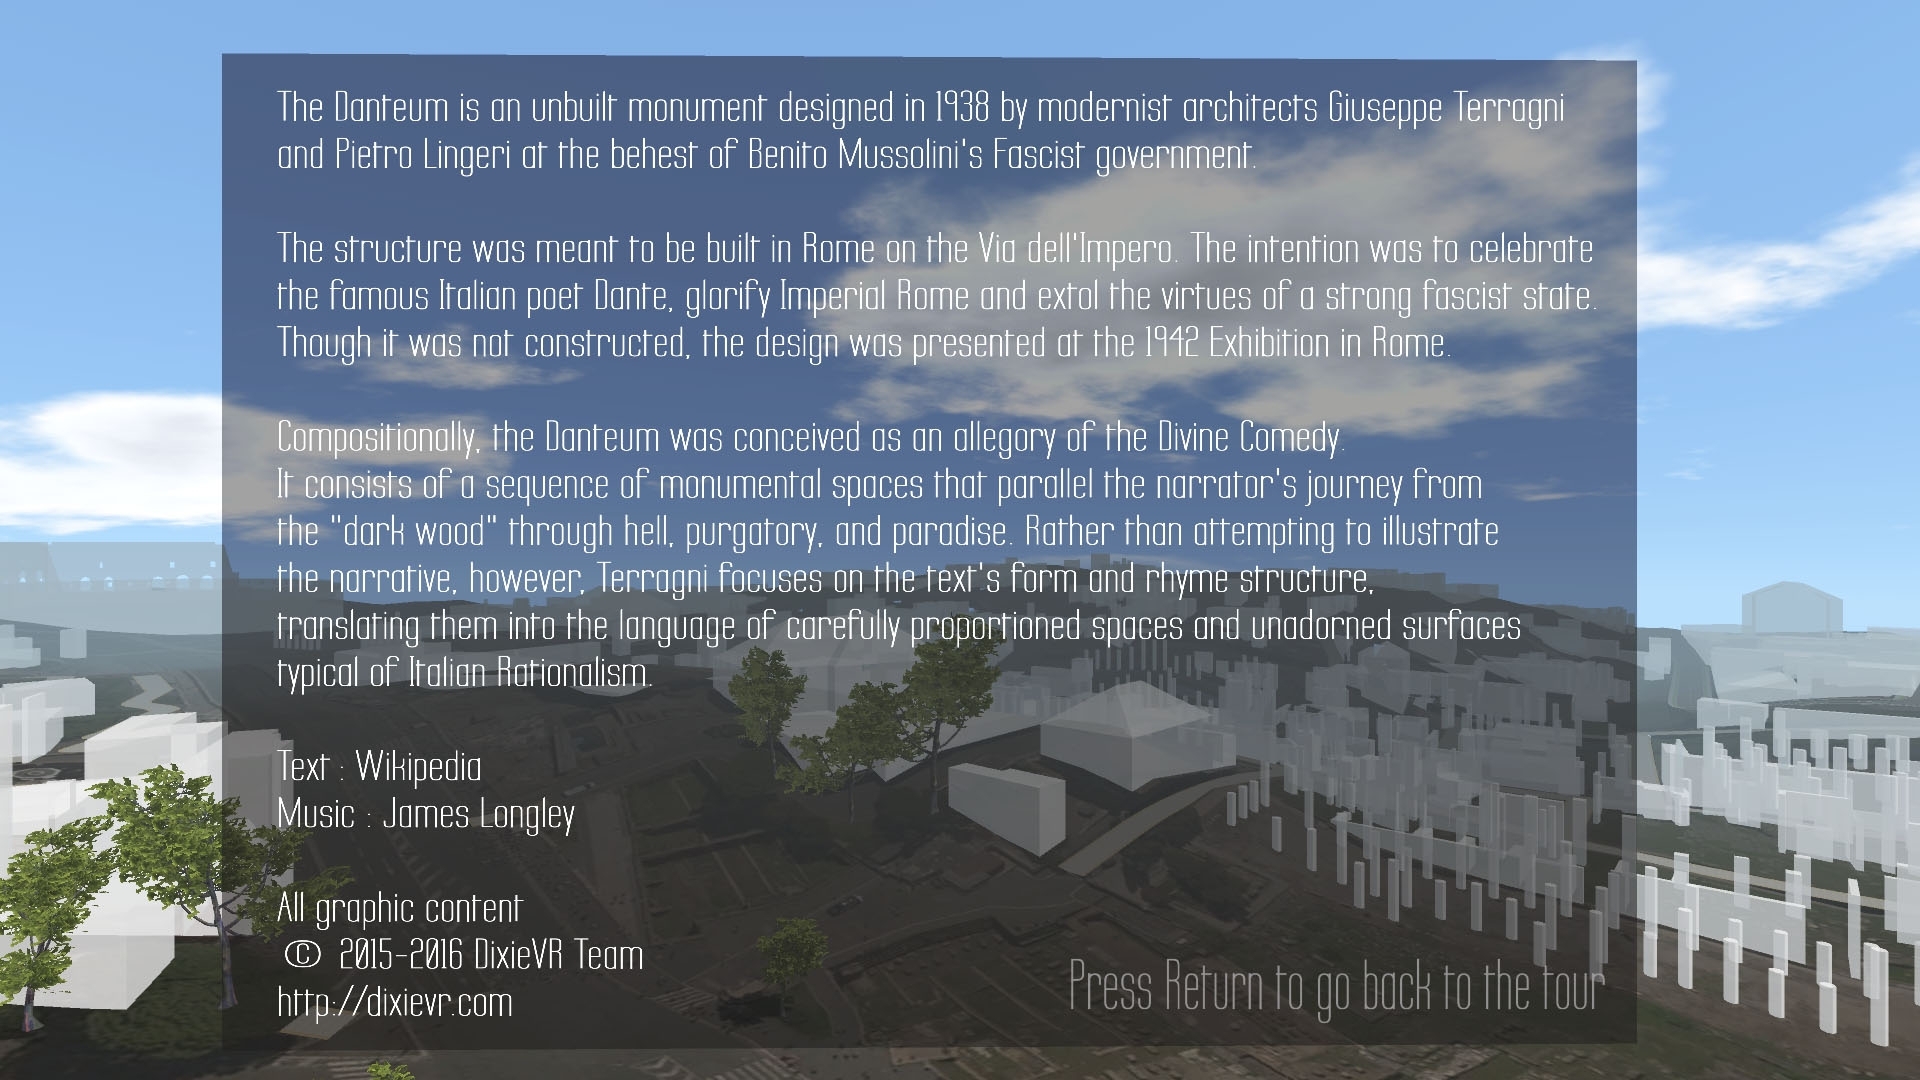 The Danteum is an unbuilt monument designed in 1938 by modernist architects Giuseppe Terragni
and Pietro Lingeri at the behest of Benito Mussolini's Fascist government.
The structure was meant to be built in Rome on the Via dell'Impero. The intention was to celebrate
the famous Italian poet Dante, glorify Imperial Rome and extol the virtues of a strong fascist state.
Though it was not constructed, the design was presented at the 1942 Exhibition in Rome.
Compositionally, the Danteum was conceived as an allegory of the Divine Comedy.
It consists of a sequence of monumental spaces that parallel the narrator's journey from
the "dark wood" through hell, purgatory, and paradise. Rather than attempting to illustrate
the narrative, however, Terragni focuses on the text's form and rhyme structure,
translating them into the language of carefully proportioned spaces and unadorned surfaces
typical of Italian Rationalism.
Text : Wikipedia
Music : James Longley
All graphic content
© 2015-2016 DixieVR Team
http://dixievr.com
Press Return to go back to the tour